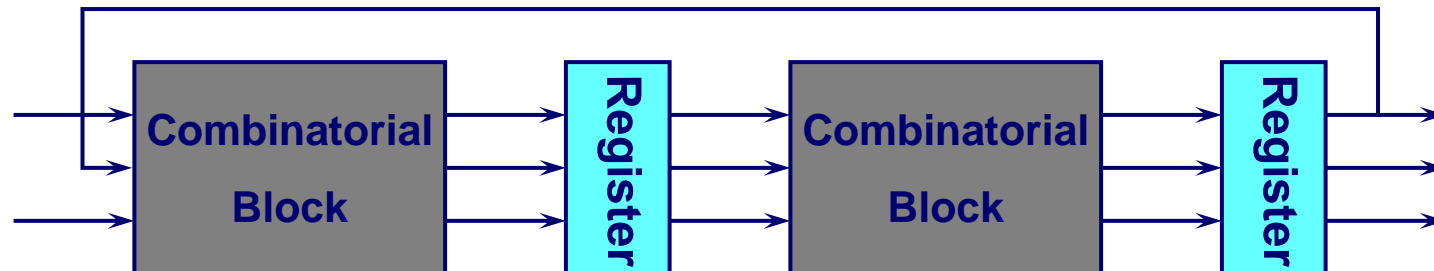 Combinatorial
Block
Register
Combinatorial
Block
Register